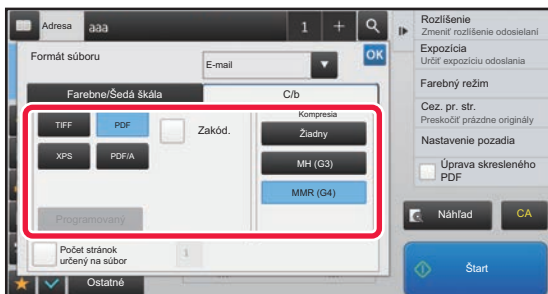 Adresa
aaa
1
Formát súboru
E-mail
OK
Farebne/Šedá škála
C/b
TIFF
PDF
Zakód.
XPS
PDF/A
Programovaný
Kompresia
Žiadny
MH (G3)
MMR (G4)
Počet stránok
určený na súbor
1
Ostatné
Rozlíšenie
Zmeniť rozlíšenie odosielani
Expozícia
Určiť expozíciu odoslania
Farebný režim
Cez. pr. str.
Preskočiť prázdne originály
Nastavenie pozadia
Úprava skresleného
PDF
Náhľad
CA
Štart